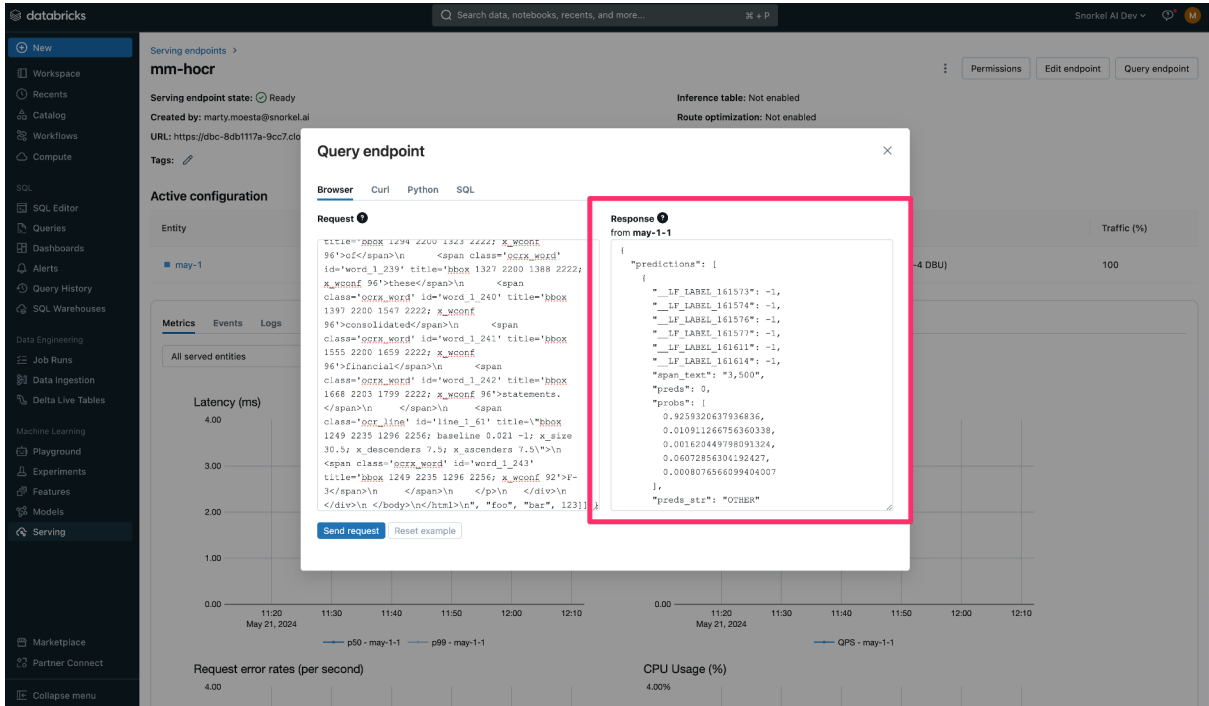 databricks
Search data, notebooks, recents, and more... ⌘ + P
Snorkel AI Dev
M
New
Workspace
Recents
Catalog
Workflows
Compute
SQL
SQL Editor
Queries
Dashboards
Alerts
Query History
SQL Warehouses
Data Engineering
Job Runs
Data Ingestion
Delta Live Tables
Machine Learning
Playground
Experiments
Features
Models
Serving
Marketplace
Partner Connect
Collapse menu
Serving endpoints >
mm-hocr
Permissions
Edit endpoint
Query endpoint
Serving endpoint state: Ready
Created by: marty.moesta@snorkel.ai
URL: https://dbc-8db1117a-9cc7.clo
Tags:
Inference table: Not enabled
Route optimization: Not enabled
Active configuration
Entity
Traffic (%)
may-1
-4 DBU)
100
Metrics Events Logs
All served entities
Query endpoint
Browser Curl Python SQL
Request
title='bbox 1294 2200 1323 2222; x_wconf
96'>of</span>\n <span class='ocrx_word'
id='word_1_239' title='bbox 1327 2200 1388 2222;
x_wconf 96'>these</span>\n <span
class='ocrx_word' id='word_1_240' title='bbox
1397 2200 1547 2222; x_wconf
96'>consolidated</span>\n <span
class='ocrx_word' id='word_1_241' title='bbox
1555 2200 1659 2222; x_wconf
96'>financial</span>\n <span
class='ocrx_word' id='word_1_242' title='bbox
1668 2203 1799 2222; x_wconf 96'>statements.
</span>\n </span>\n <span
class='ocr_line' id='line_1_61' title=\"bbox
1249 2235 1296 2256; baseline 0.021 -1; x_size
30.5; x_descenders 7.5; x_ascenders 7.5\">\n
<span class='ocrx_word' id='word_1_243'
title='bbox 1249 2235 1296 2256; x_wconf 92'>F-
3</span>\n </span>\n </p>\n </div>\n
</div>\n </body>\n</html>\n", "foo", "bar", 123]]}
Send request
Reset example
Response
from may-1-1
{
"predictions": [
{
"__LF_LABEL_161573": -1,
"__LF_LABEL_161574": -1,
"__LF_LABEL_161576": -1,
"__LF_LABEL_161577": -1,
"__LF_LABEL_161611": -1,
"__LF_LABEL_161614": -1,
"span_text": "3,500",
"preds": 0,
"probs": [
0.9259320637936836,
0.010911266756360338,
0.001620449798091324,
0.06072856304192427,
0.0008076566099404007
],
"preds_str": "OTHER"
Latency (ms)
4.00
3.00
2.00
1.00
0.00
11:20 11:30 11:40 11:50 12:00 12:10
May 21, 2024
p50 - may-1-1 p99 - may-1-1
0.00
11:20 11:30 11:40 11:50 12:00 12:10
May 21, 2024
QPS - may-1-1
Request error rates (per second)
4.00
CPU Usage (%)
4.00%